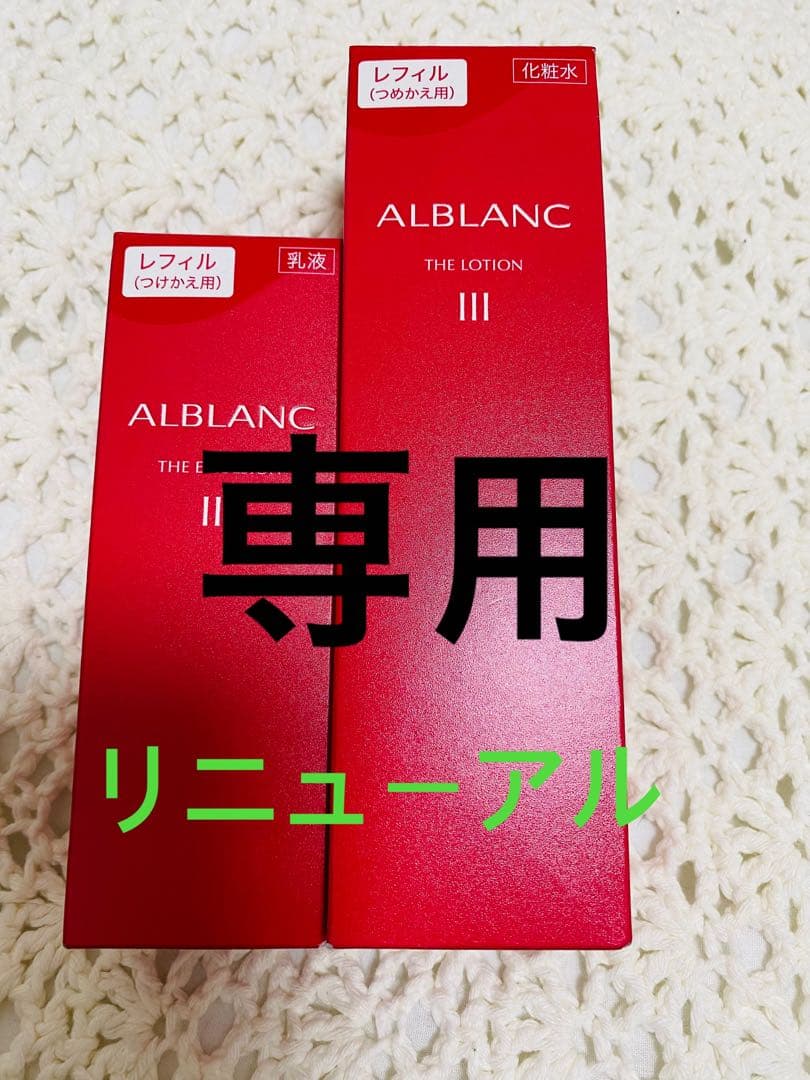 レフィル
(つめかえ用)
化粧水
ALBLANC
THE LOTION
III
レフィル
(つけかえ用)
乳液
ALBLANC
THE
専用
リニューアル